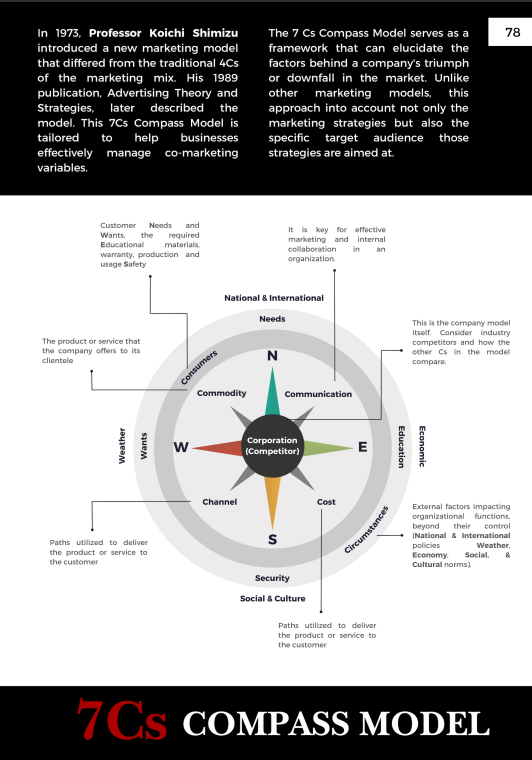 In 1973, Professor Koichi Shimizu
introduced a new marketing model
that differed from the traditional 4Cs
of the marketing mix. His 1989
publication, Advertising Theory and
Strategies, later described the
model. This 7Cs Compass Model is
tailored to help businesses
effectively manage co-marketing
variables.
The 7 Cs Compass Model serves as a
framework that can elucidate the
factors behind a company's triumph
or downfall in the market. Unlike
other marketing models, this
approach into account not only the
marketing strategies but also the
specific target audience those
strategies are aimed at.
78
Customer Needs and
Wants, the required
Educational materials,
warranty, production and
usage Safety
It is key for effective
marketing and internal
collaboration in an
organization.
National & International
Needs
The product or service that
the company offers to its
clientele
This is the company model
itself. Consider industry
competitors and how the
other Cs in the model
compare.
Consumers
N
Commodity
Communication
Weather
Wants
W
Corporation
(Competitor)
E
Education
Economic
Channel
Cost
S
Circumstances
Security
Social & Culture
Paths utilized to deliver
the product or service to
the customer
External factors impacting
organizational functions,
beyond their control
(National & International
policies Weather,
Economy, Social, &
Cultural norms).
Paths utilized to deliver
the product or service to
the customer
7Cs COMPASS MODEL